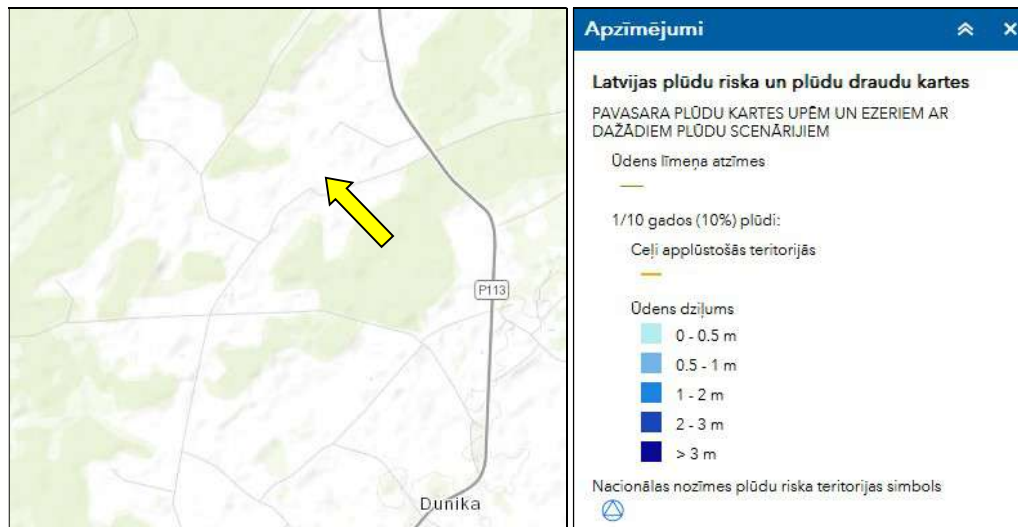 P113
Dunika
Apzīmējumi
Latvijas plūdu riska un plūdu draudu kartes
PAVASARA PLŪDU KARTES UPĒM UN EZERIEM AR
DAŽĀDIEM PLŪDU SCENĀRIJIEM
Ūdens līmeņa atzīmes
1/10 gados (10%) plūdi:
Ceļi applūstošās teritorijās
Ūdens dziļums
0 - 0.5 m
0.5 - 1 m
1 - 2 m
2 - 3 m
> 3 m
Nacionālas nozīmes plūdu riska teritorijas simbols